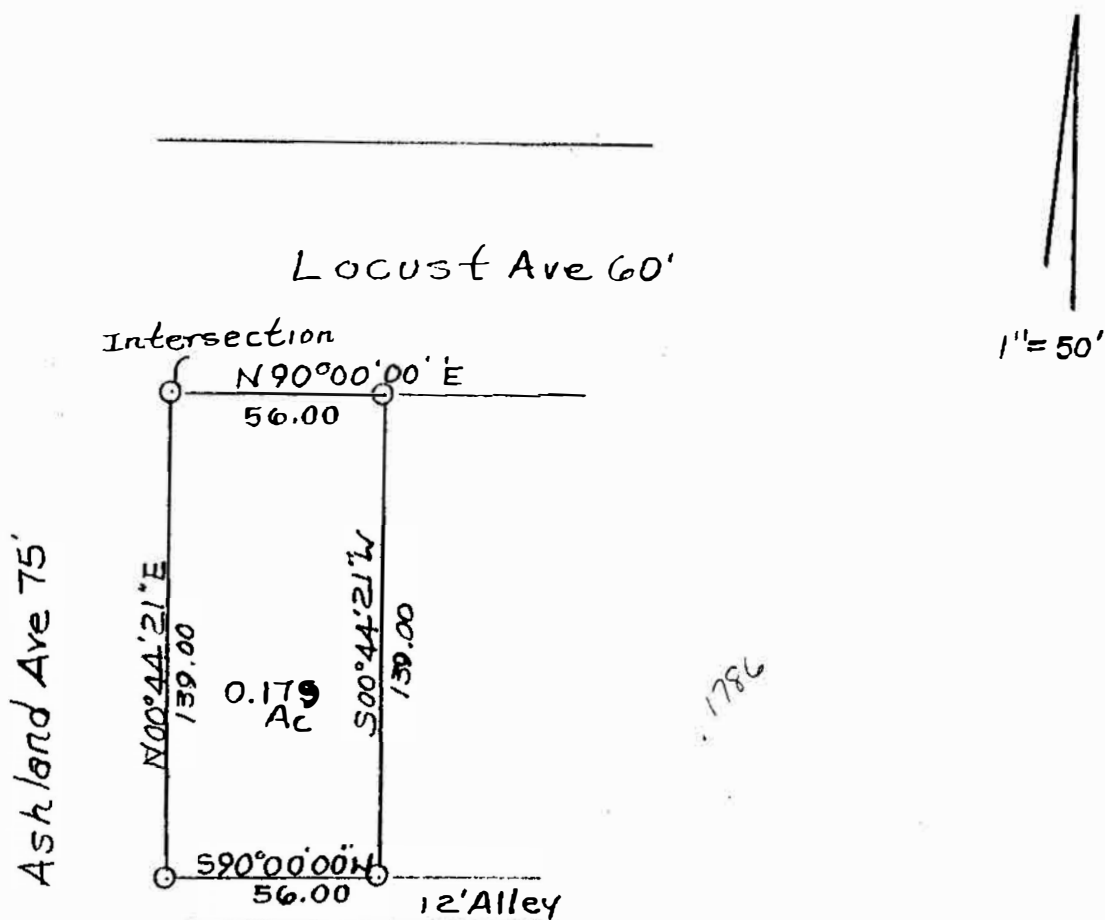 Locust Ave 60'
1"=50'
Intersection
N90°00'00'E
56.00
Ashland Ave 75'
N00°44'21"E
139.00
S00°44'21"W
139.00
0.179
Ac
.1786
S90°00'00"W
56.00
12'Alley